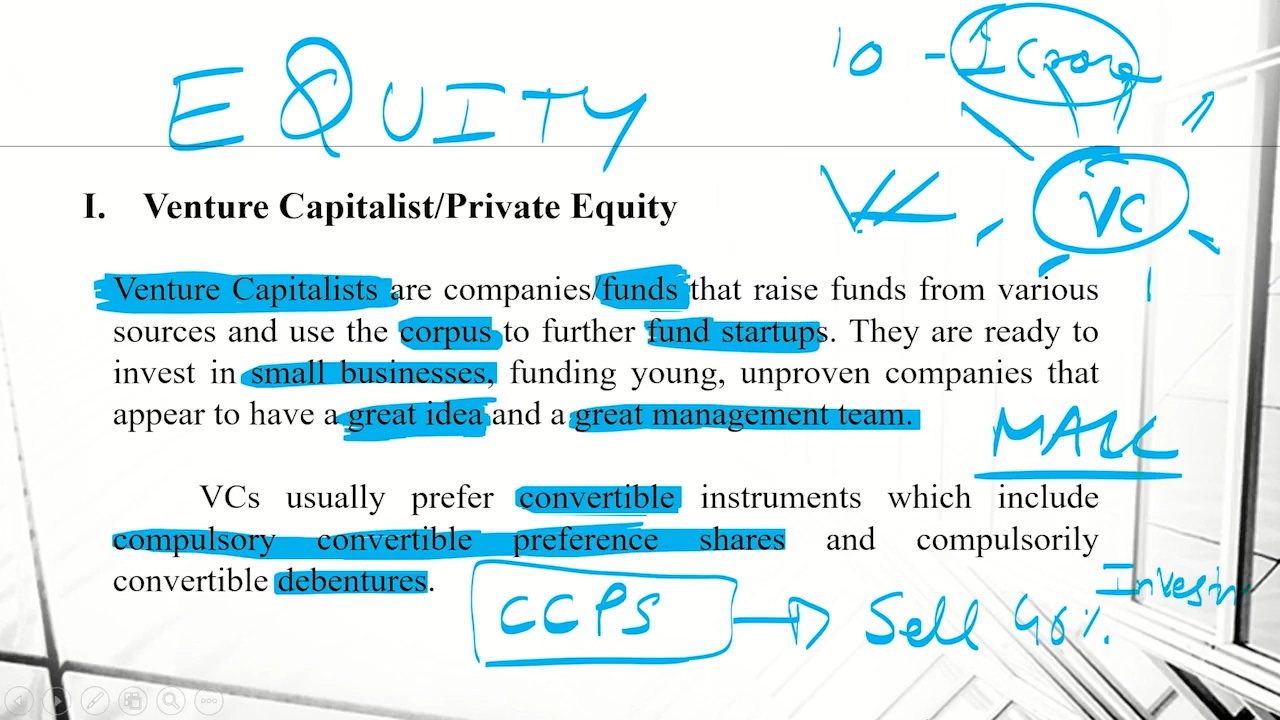 EQUITY
10 - 1 crore
I. Venture Capitalist/Private Equity
VC
Venture Capitalists are companies/funds that raise funds from various
sources and use the corpus to further fund startups. They are ready to
invest in small businesses, funding young, unproven companies that
appear to have a great idea and a great management team.
MALL
VCs usually prefer convertible instruments which include
compulsory convertible preference shares and compulsorily
convertible debentures.
CCPS → Sell 40%